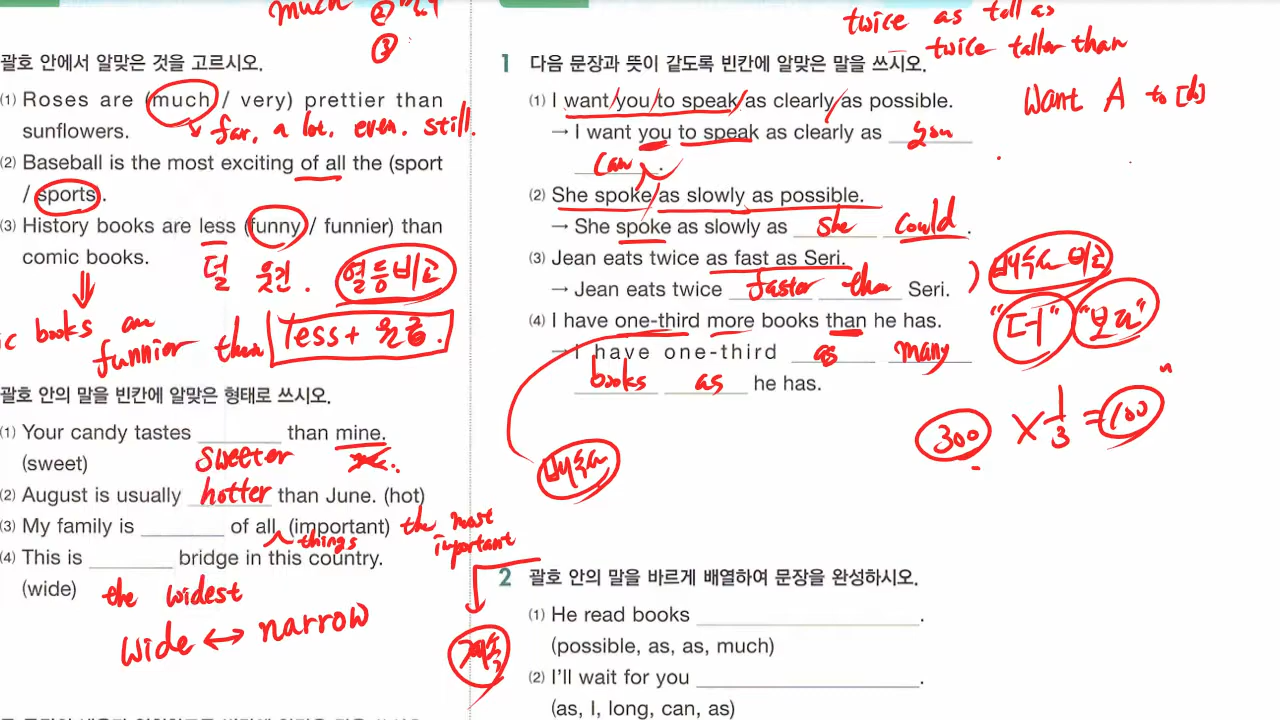 much ②
③
괄호 안에서 알맞은 것을 고르시오.
(1) Roses are (much / very) prettier than
sunflowers.
far, a lot, even, still.
(2) Baseball is the most exciting of all the (sport
/ sports).
(3) History books are less (funny / funnier) than
comic books.
덜 웃긴. 열등비교
books are
funnier than less + 원급.
괄호 안의 말을 빈칸에 알맞은 형태로 쓰시오.
(1) Your candy tastes ______ than mine.
(sweet) sweeter
(2) August is usually hotter than June. (hot)
(3) My family is ______ of all (important) the most
things important
(4) This is ______ bridge in this country.
(wide) the widest
wide ↔ narrow
twice as tall as
twice taller than
1 다음 문장과 뜻이 같도록 빈칸에 알맞은 말을 쓰시오.
want A to
(1) I want you to speak as clearly as possible.
→ I want you to speak as clearly as you
can.
(2) She spoke as slowly as possible.
→ She spoke as slowly as she could.
(3) Jean eats twice as fast as Seri.
→ Jean eats twice faster than Seri.
배수사 비교
"더" "보다"
(4) I have one-third more books than he has.
→ I have one-third as many
books as he has.
300 × 1/3 = 100
배수사
2 괄호 안의 말을 바르게 배열하여 문장을 완성하시오.
(1) He read books ______.
(possible, as, as, much)
(2) I'll wait for you ______.
(as, I, long, can, as)